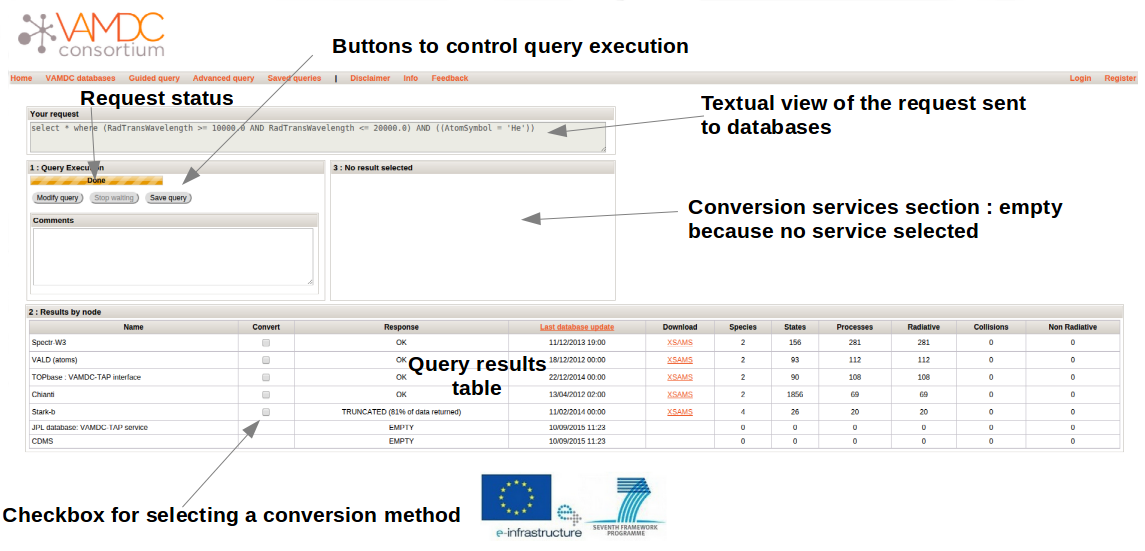 VAMDC
consortium
Buttons to control query execution
Home VAMDC databases Guided query Advanced query Saved queries | Disclaimer Info Feedback Login Register
Request status
Textual view of the request sent
to databases
Your request
select * where (RadTransWavelength >= 10000.0 AND RadTransWavelength <= 20000.0) AND ((AtomSymbol = 'He'))
1 : Query Execution
Done
Modify query Stop waiting Save query
Comments
3 : No result selected
Conversion services section : empty
because no service selected
2 : Results by node
Name Convert Response Last database update Download Species States Processes Radiative Collisions Non Radiative
Spectr-W3 OK 11/12/2013 19:00 XSAMS 2 156 281 281 0 0
VALD (atoms) OK 18/12/2012 00:00 XSAMS 2 93 112 112 0 0
TOPbase : VAMDC-TAP interface OK 22/12/2014 00:00 XSAMS 2 90 108 108 0 0
Chianti OK 13/04/2012 02:00 XSAMS 2 1856 69 69 0 0
Stark-b TRUNCATED (81% of data returned) 11/02/2014 00:00 XSAMS 4 26 20 20 0 0
JPL database: VAMDC-TAP service EMPTY 10/09/2015 11:23 0 0 0 0 0 0
CDMS EMPTY 10/09/2015 11:23 0 0 0 0 0 0
Query results
table
Checkbox for selecting a conversion method
e-infrastructure
SEVENTH FRAMEWORK
PROGRAMME